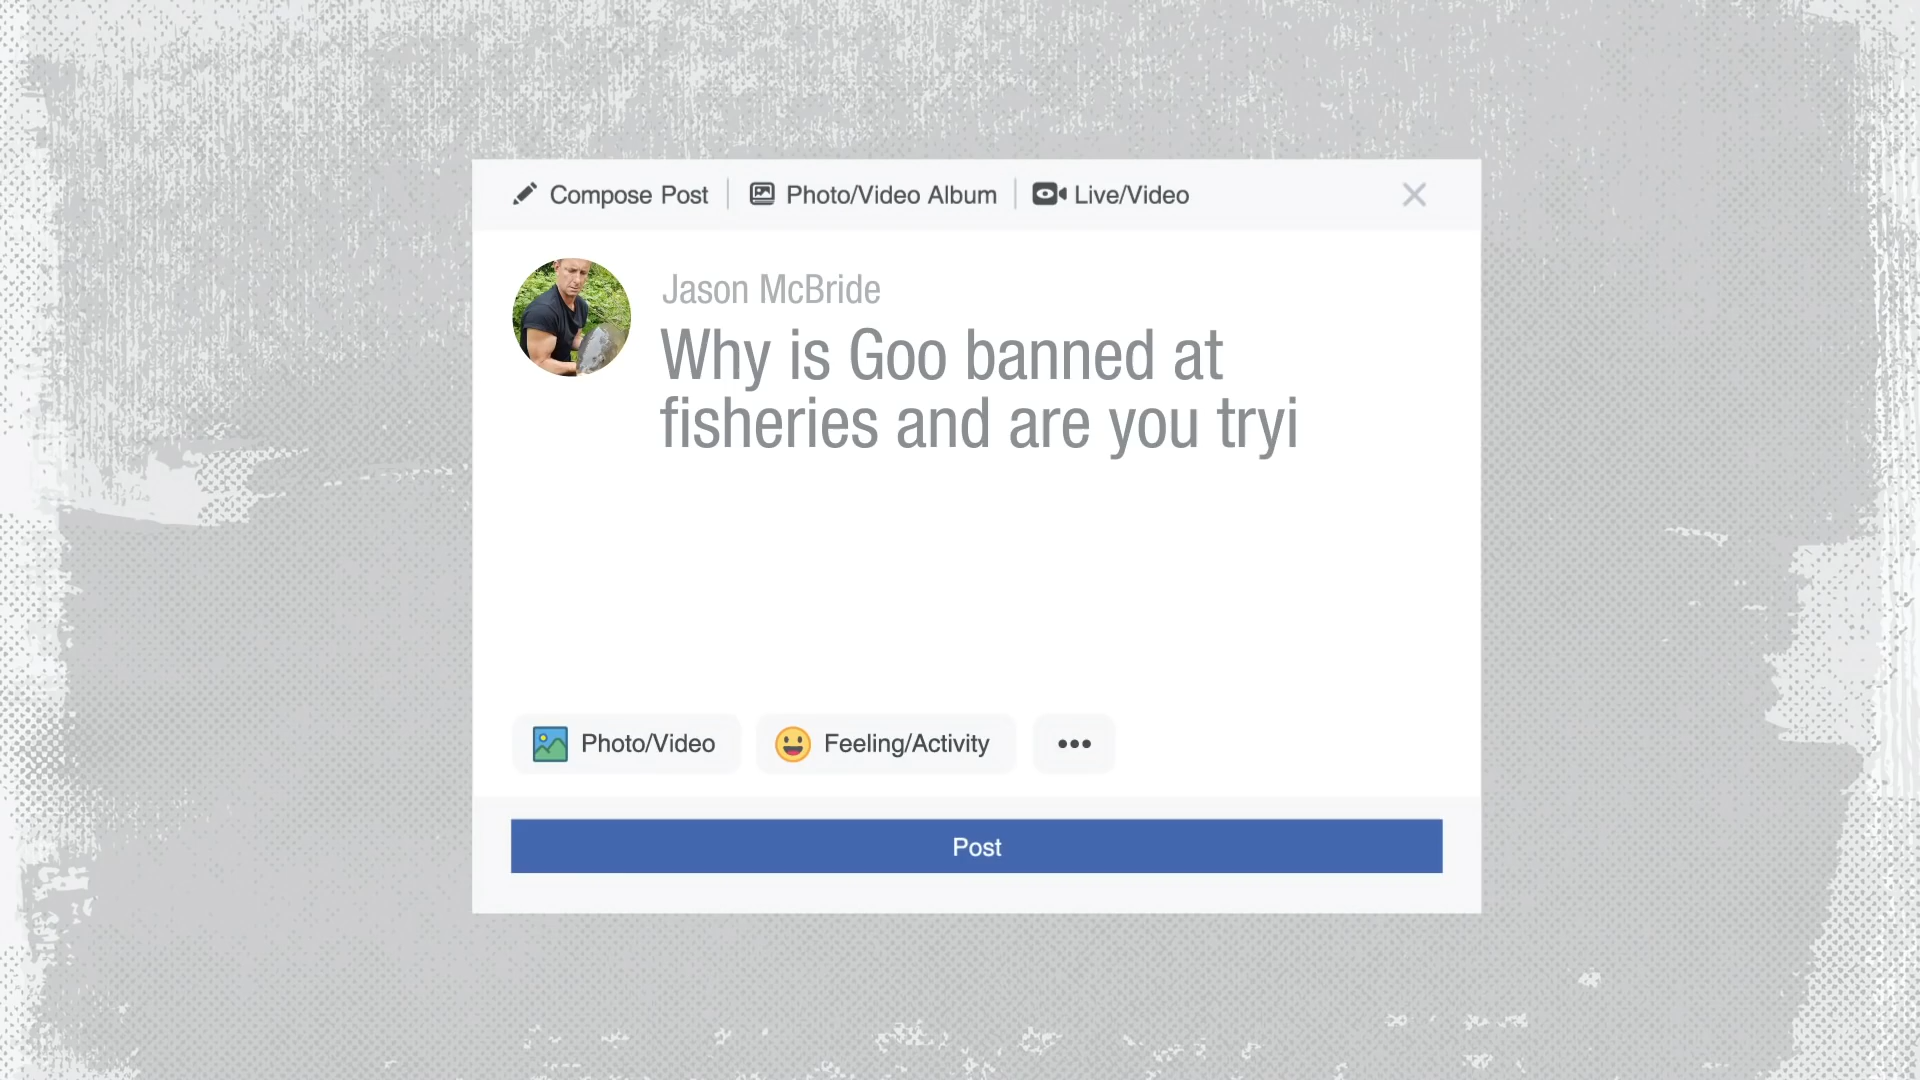 Compose Post
Photo/Video Album
Live/Video
Jason McBride
Why is Goo banned at
fisheries and are you tryi
Photo/Video
Feeling/Activity
Post